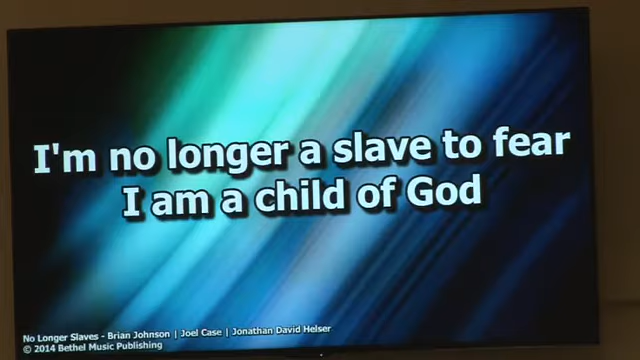 I'm no longer a slave to fear
I am a child of God
No Longer Slaves - Brian Johnson | Joel Case | Jonathan David Helser
© 2014 Bethel Music Publishing